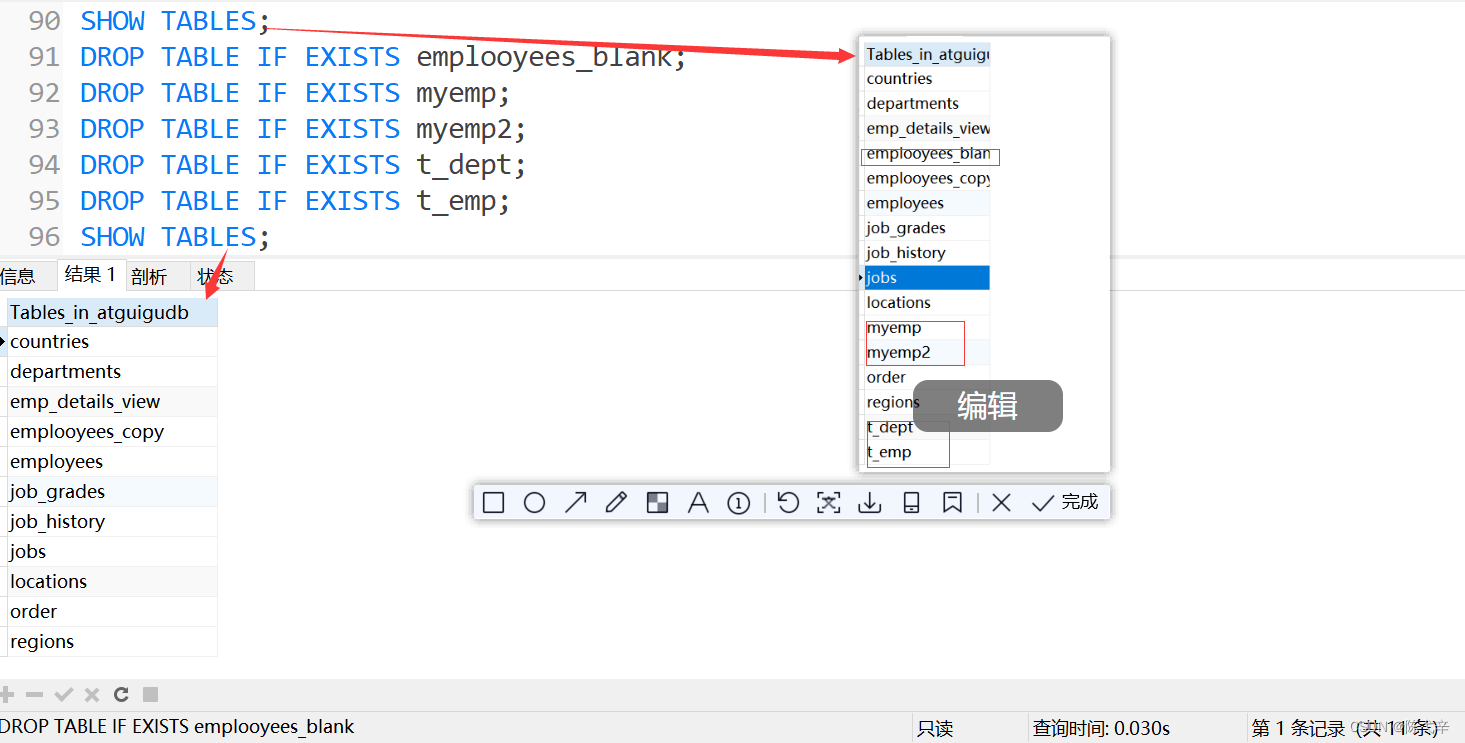 90 SHOW TABLES;
91 DROP TABLE IF EXISTS emplooyees_blank;
92 DROP TABLE IF EXISTS myemp;
93 DROP TABLE IF EXISTS myemp2;
94 DROP TABLE IF EXISTS t_dept;
95 DROP TABLE IF EXISTS t_emp;
96 SHOW TABLES;
Tables_in_atguigu
countries
departments
emp_details_view
emplooyees_blan
emplooyees_copy
employees
job_grades
job_history
jobs
locations
myemp
myemp2
order
regions
t_dept
t_emp
编辑
完成
信息 结果 1 剖析 状态
Tables_in_atguigudb
countries
departments
emp_details_view
emplooyees_copy
employees
job_grades
job_history
jobs
locations
order
regions
DROP TABLE IF EXISTS emplooyees_blank 只读 查询时间: 0.030s 第 1 条记录 (共 11 条)